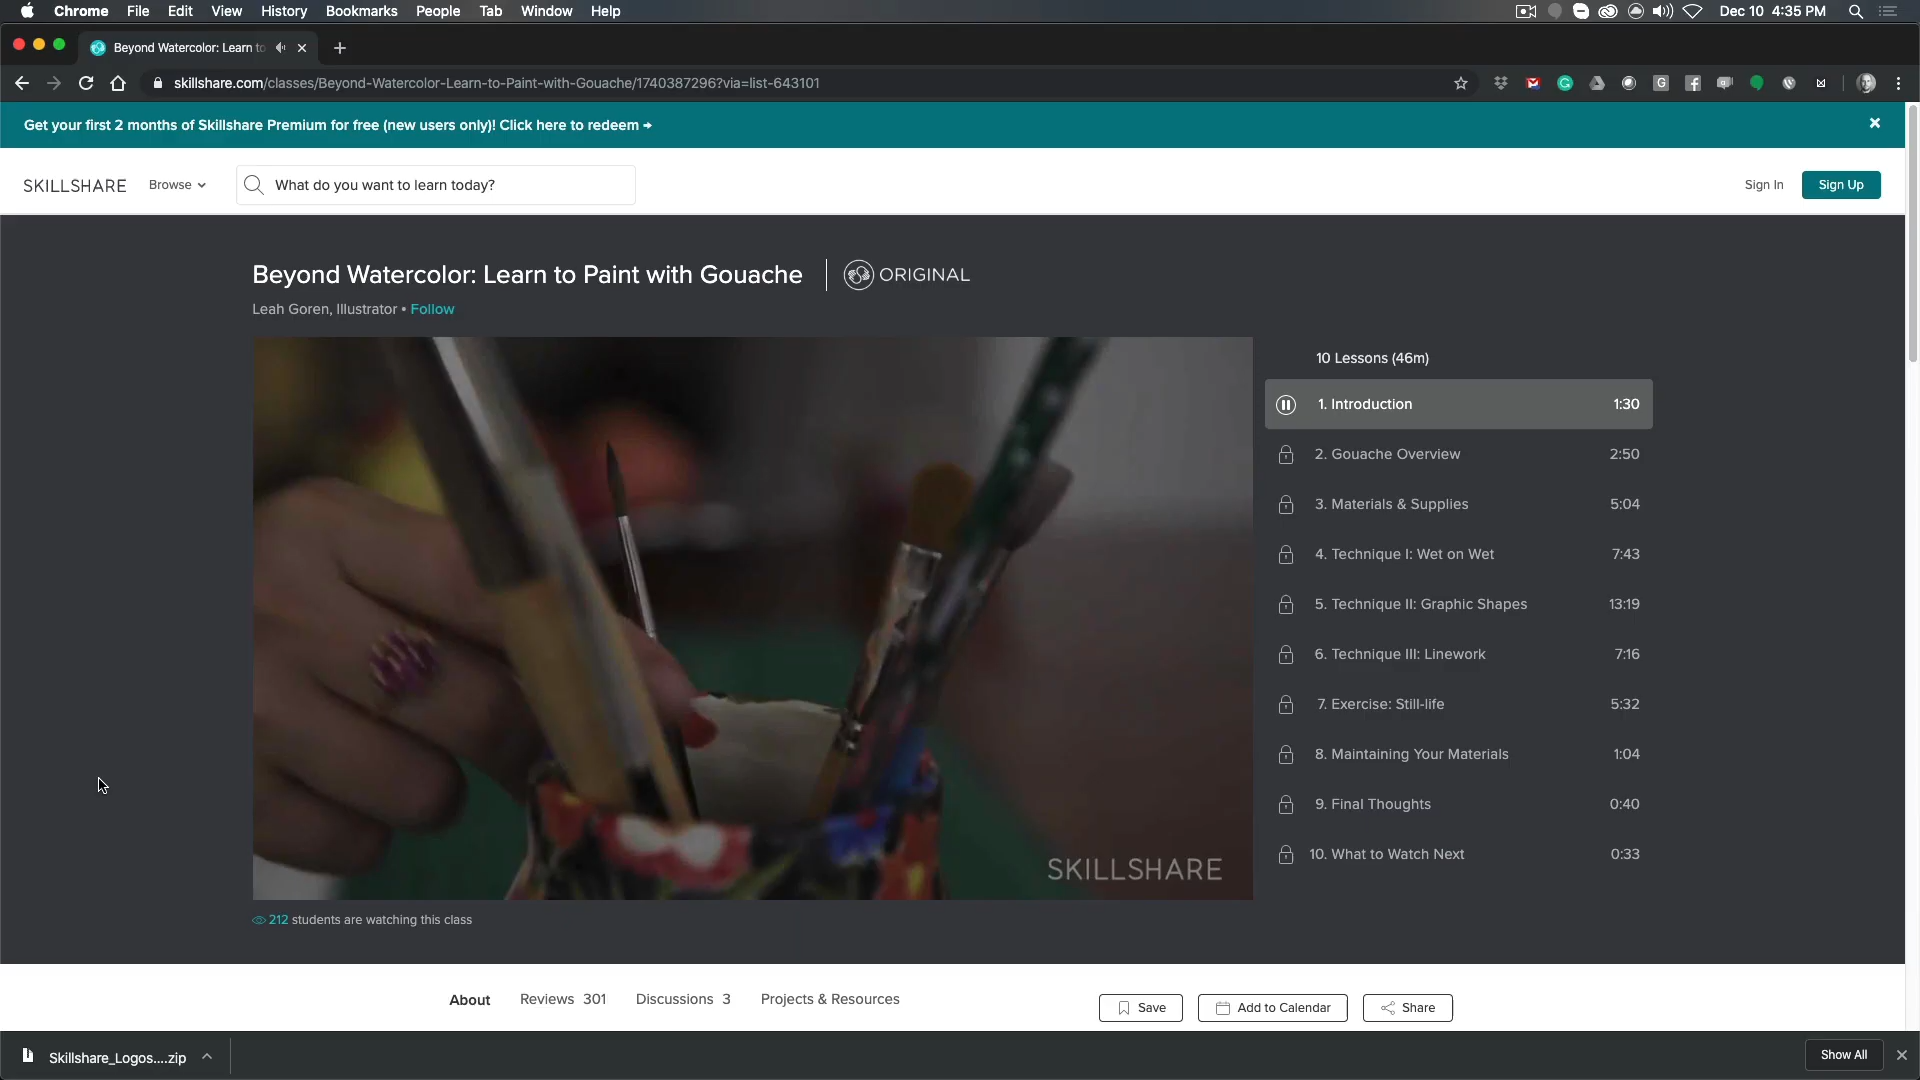 Chrome File Edit View History Bookmarks People Tab Window Help Dec 10 4:35 PM
Beyond Watercolor: Learn to
skillshare.com/classes/Beyond-Watercolor-Learn-to-Paint-with-Gouache/1740387296?via=list-643101
Get your first 2 months of Skillshare Premium for free (new users only)! Click here to redeem →
SKILLSHARE Browse What do you want to learn today? Sign In Sign Up
Beyond Watercolor: Learn to Paint with Gouache ORIGINAL
Leah Goren, Illustrator • Follow
10 Lessons (46m)
1. Introduction 1:30
2. Gouache Overview 2:50
3. Materials & Supplies 5:04
4. Technique I: Wet on Wet 7:43
5. Technique II: Graphic Shapes 13:19
6. Technique III: Linework 7:16
7. Exercise: Still-life 5:32
8. Maintaining Your Materials 1:04
9. Final Thoughts 0:40
10. What to Watch Next 0:33
SKILLSHARE
212 students are watching this class
About Reviews 301 Discussions 3 Projects & Resources Save Add to Calendar Share
Skillshare_Logos....zip Show All